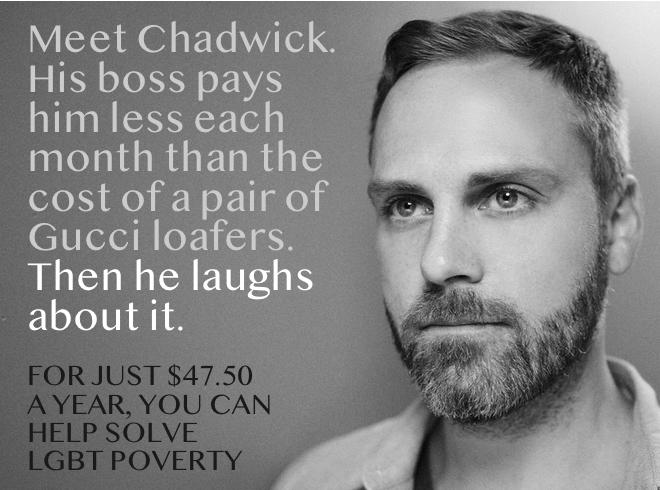 Meet Chadwick.
His boss pays
him less each
month than the
cost of a pair of
Gucci loafers.
Then he laughs
about it.
FOR JUST $47.50
A YEAR, YOU CAN
HELP SOLVE
LGBT POVERTY